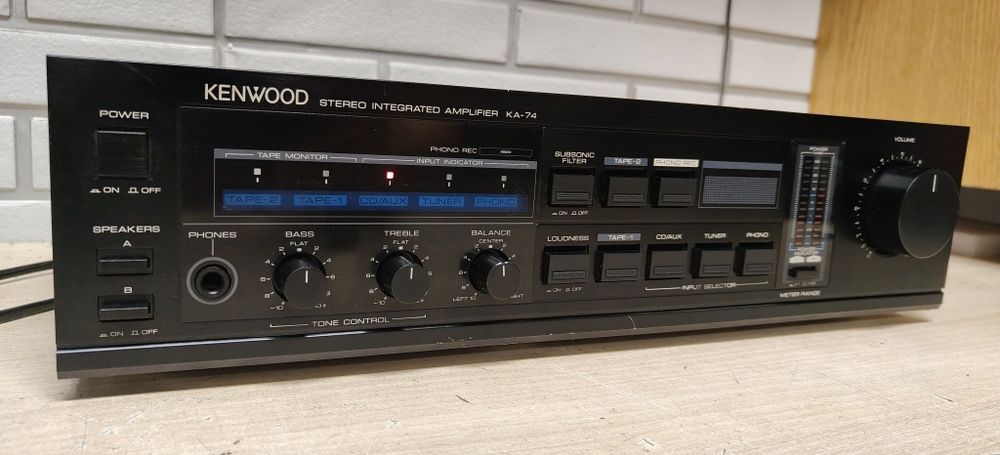 KENWOOD STEREO INTEGRATED AMPLIFIER KA-74
POWER
ON OFF
SPEAKERS
A
B
ON OFF
PHONO REC
TAPE MONITOR INPUT INDICATOR
TAPE-2 TAPE-1 CD/AUX TUNER PHONO
PHONES
BASS
FLAT
TREBLE
FLAT
BALANCE
CENTER
LEFT 10
TONE CONTROL
SUBSONIC
FILTER
TAPE-2
PHONO REC
ON OFF
LOUDNESS
TAPE-1
CD/AUX
TUNER
PHONO
ON OFF
INPUT SELECTOR
POWER
POWER
INDICATOR
METER RANGE
VOLUME